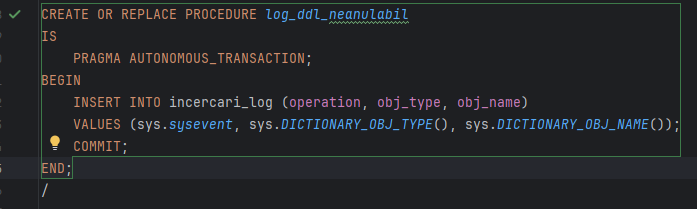 CREATE OR REPLACE PROCEDURE log_ddl_neanulabil
IS
    PRAGMA AUTONOMOUS_TRANSACTION;
BEGIN
    INSERT INTO incercari_log (operation, obj_type, obj_name)
    VALUES (sys.sysevent, sys.DICTIONARY_OBJ_TYPE(), sys.DICTIONARY_OBJ_NAME());
    COMMIT;
END;
/